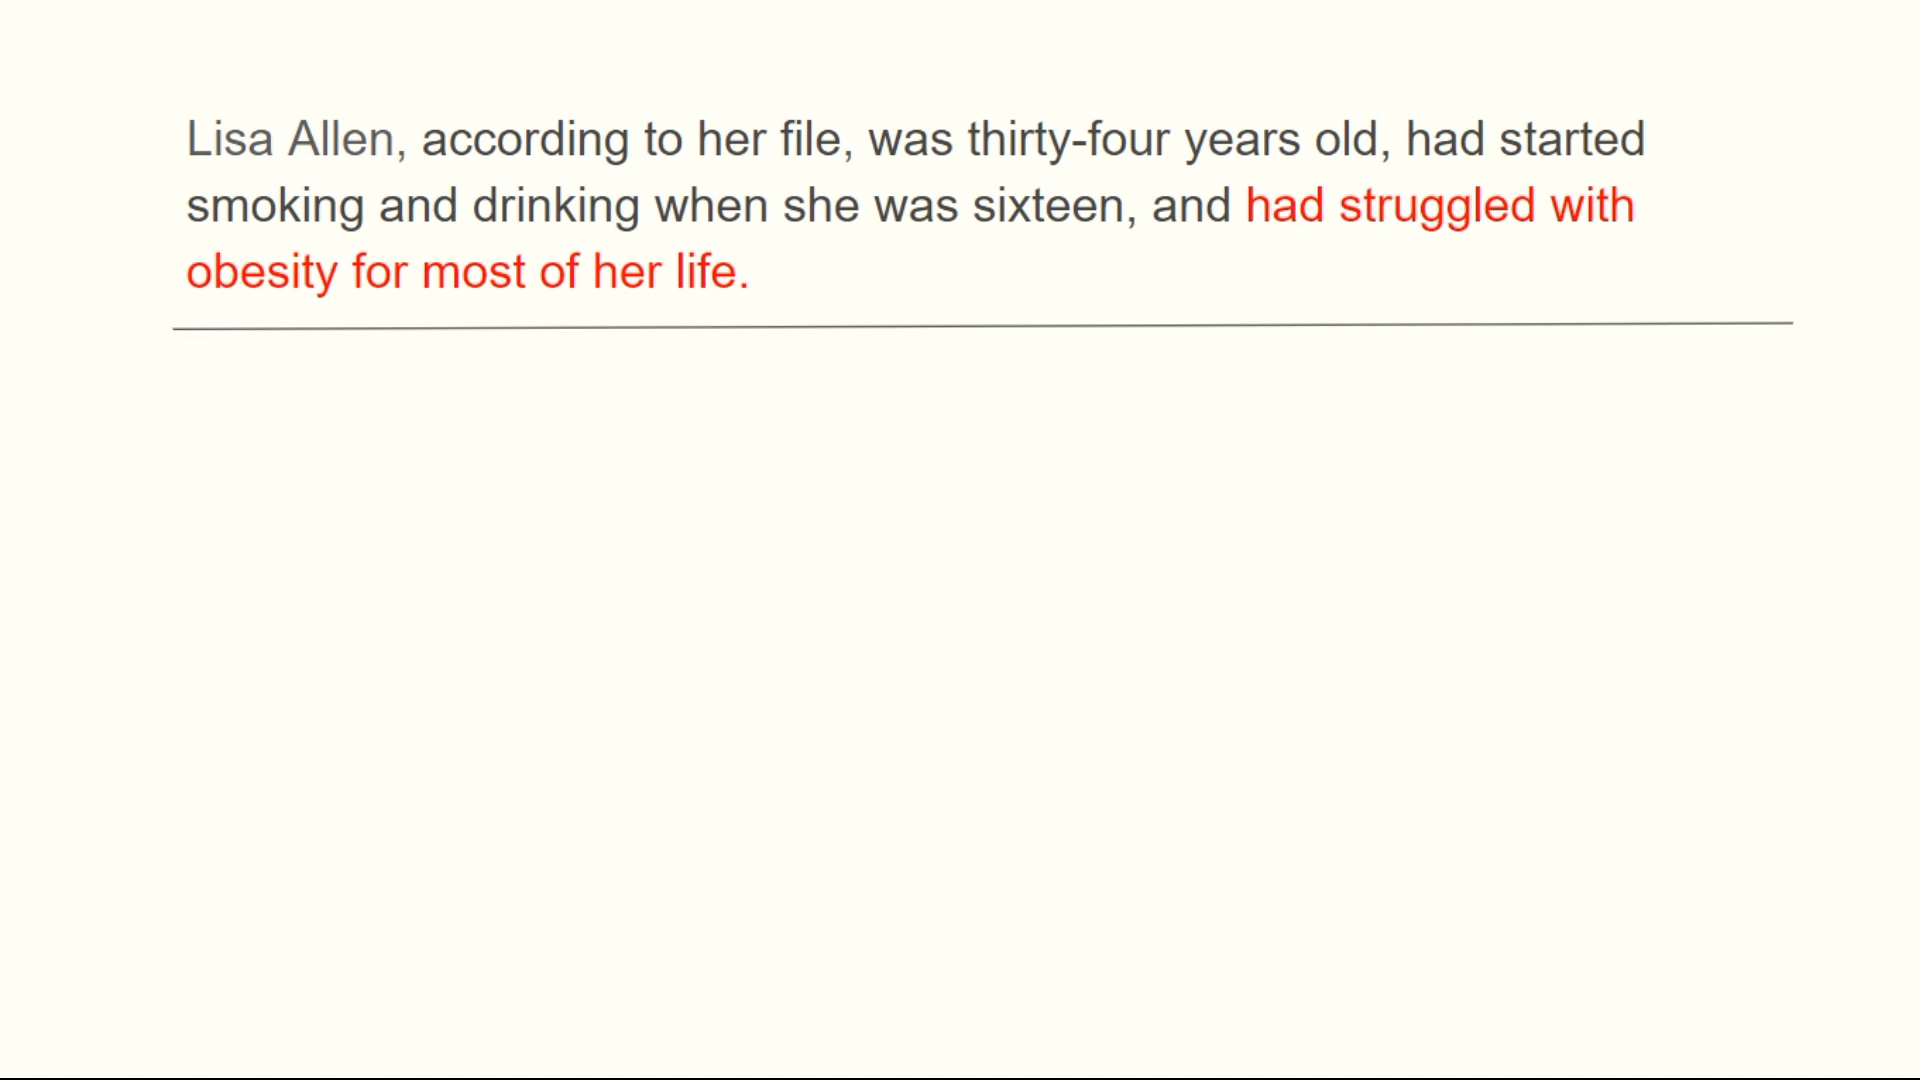 Lisa Allen, according to her file, was thirty-four years old, had started
smoking and drinking when she was sixteen, and had struggled with
obesity for most of her life.